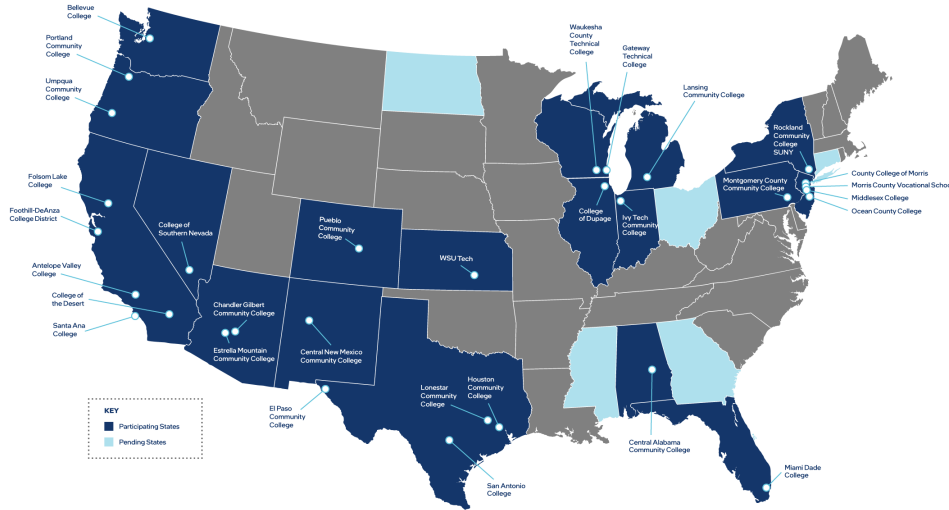 Bellevue
College
Portland
Community
College
Umpqua
Community
College
Folsom Lake
College
Foothill-DeAnza
College District
Antelope Valley
College
College of
the Desert
Santa Ana
College
College of
Southern Nevada
Chandler Gilbert
Community College
Estrella Mountain
Community College
Pueblo
Community
College
Central New Mexico
Community College
El Paso
Community
College
WSU Tech
Lonestar
Community
College
Houston
Community
College
San Antonio
College
Waukesha
County
Technical
College
Gateway
Technical
College
Lansing
Community College
College
of Dupage
Ivy Tech
Community
College
Rockland
Community
College
SUNY
Montgomery County
Community College
County College of Morris
Morris County Vocational Schoo
Middlesex College
Ocean County College
Central Alabama
Community College
Miami Dade
College
KEY
Participating States
Pending States